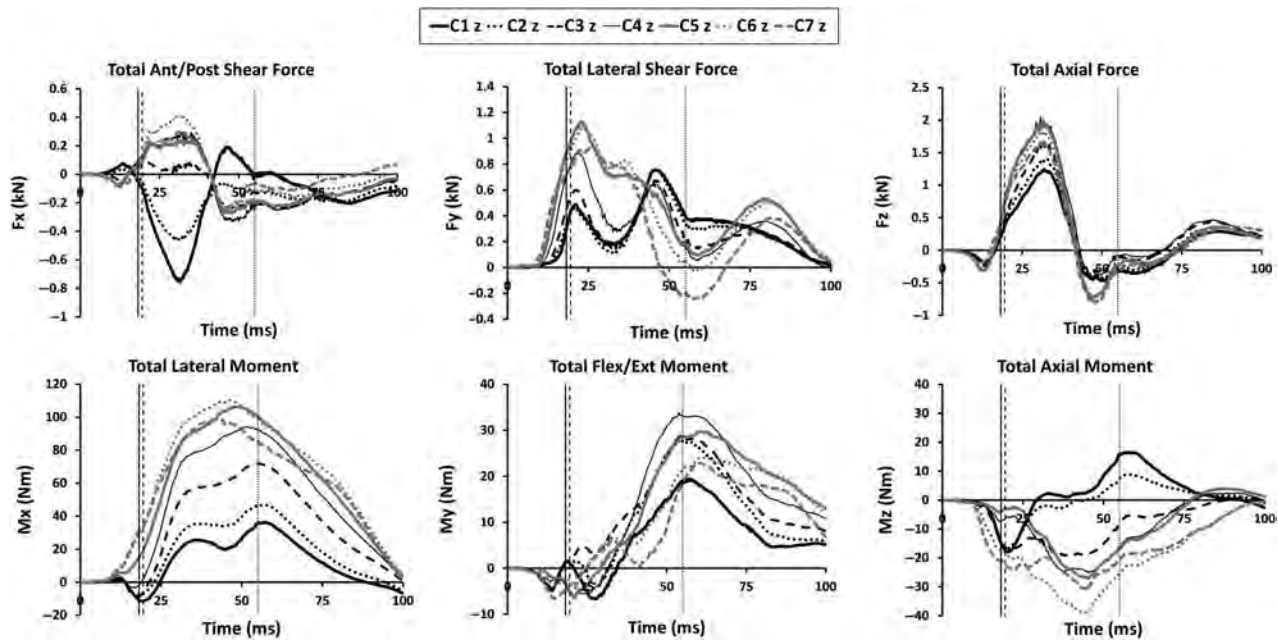 C1 z C2 z C3 z C4 z C5 z C6 z C7 z
Total Ant/Post Shear Force
Fx (kN)
0.6
0.4
0.2
0
−0.2
−0.4
−0.6
−0.8
−1
0 25 50 75 100
Time (ms)
Total Lateral Shear Force
Fy (kN)
1.4
1.2
1
0.8
0.6
0.4
0.2
0
−0.2
−0.4
0 25 50 75 100
Time (ms)
Total Axial Force
Fz (kN)
2.5
2
1.5
1
0.5
0
−0.5
−1
0 25 50 75 100
Time (ms)
Total Lateral Moment
Mx (Nm)
120
100
80
60
40
20
0
−20
0 25 50 75 100
Time (ms)
Total Flex/Ext Moment
My (Nm)
40
30
20
10
0
−10
0 25 50 75 100
Time (ms)
Total Axial Moment
Mz (Nm)
40
30
20
10
0
−10
−20
−30
−40
0 25 50 75 100
Time (ms)